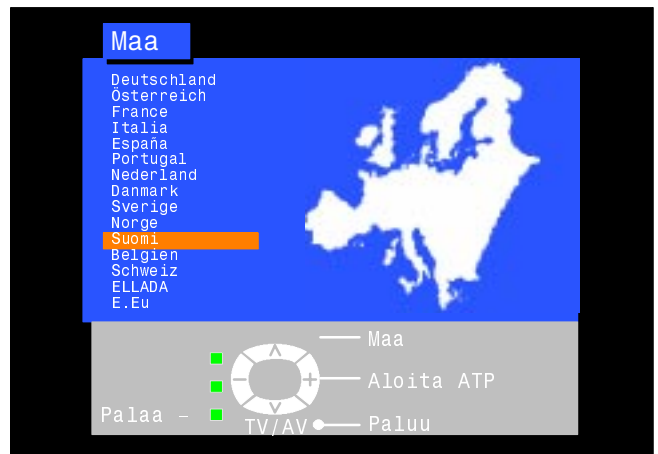 Maa
Deutschland
Österreich
France
Italia
España
Portugal
Nederland
Danmark
Sverige
Norge
Suomi
Belgien
Schweiz
ELLADA
E.Eu
Maa
Aloita ATP
Palaa –
TV/AV
Paluu